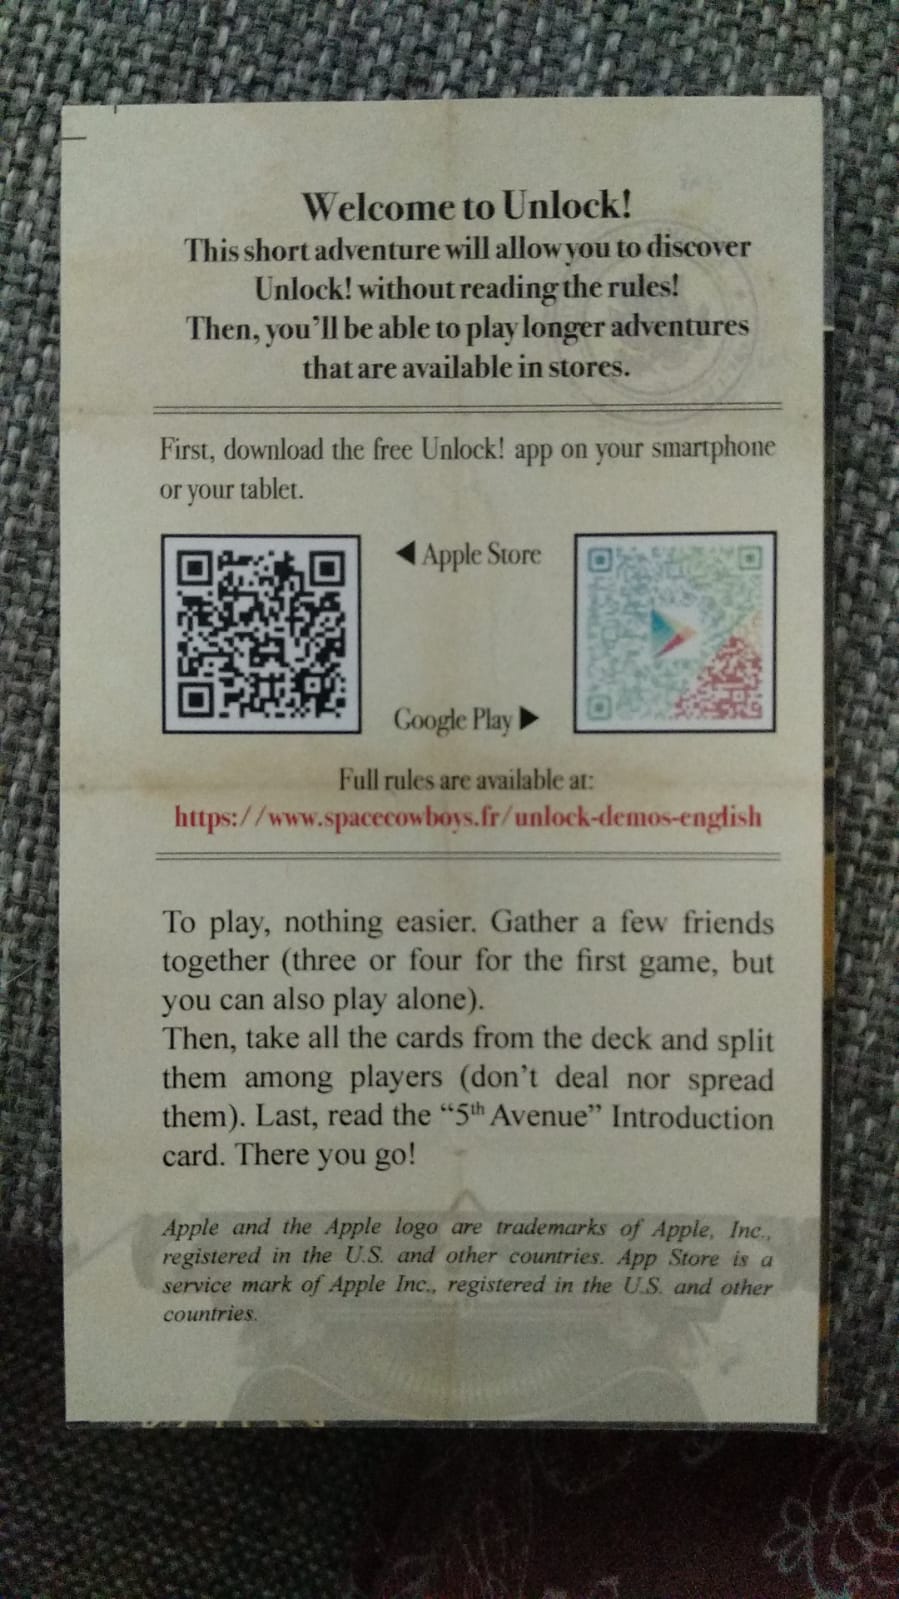 Welcome to Unlock!
This short adventure will allow you to discover
Unlock! without reading the rules!
Then, you'll be able to play longer adventures
that are available in stores.
First, download the free Unlock! app on your smartphone
or your tablet.
◀ Apple Store
Google Play ▶
Full rules are available at:
https://www.spacecowboys.fr/unlock-demos-english
To play, nothing easier. Gather a few friends
together (three or four for the first game, but
you can also play alone).
Then, take all the cards from the deck and split
them among players (don't deal nor spread
them). Last, read the “5th Avenue” Introduction
card. There you go!
Apple and the Apple logo are trademarks of Apple, Inc.,
registered in the U.S. and other countries. App Store is a
service mark of Apple Inc., registered in the U.S. and other
countries.